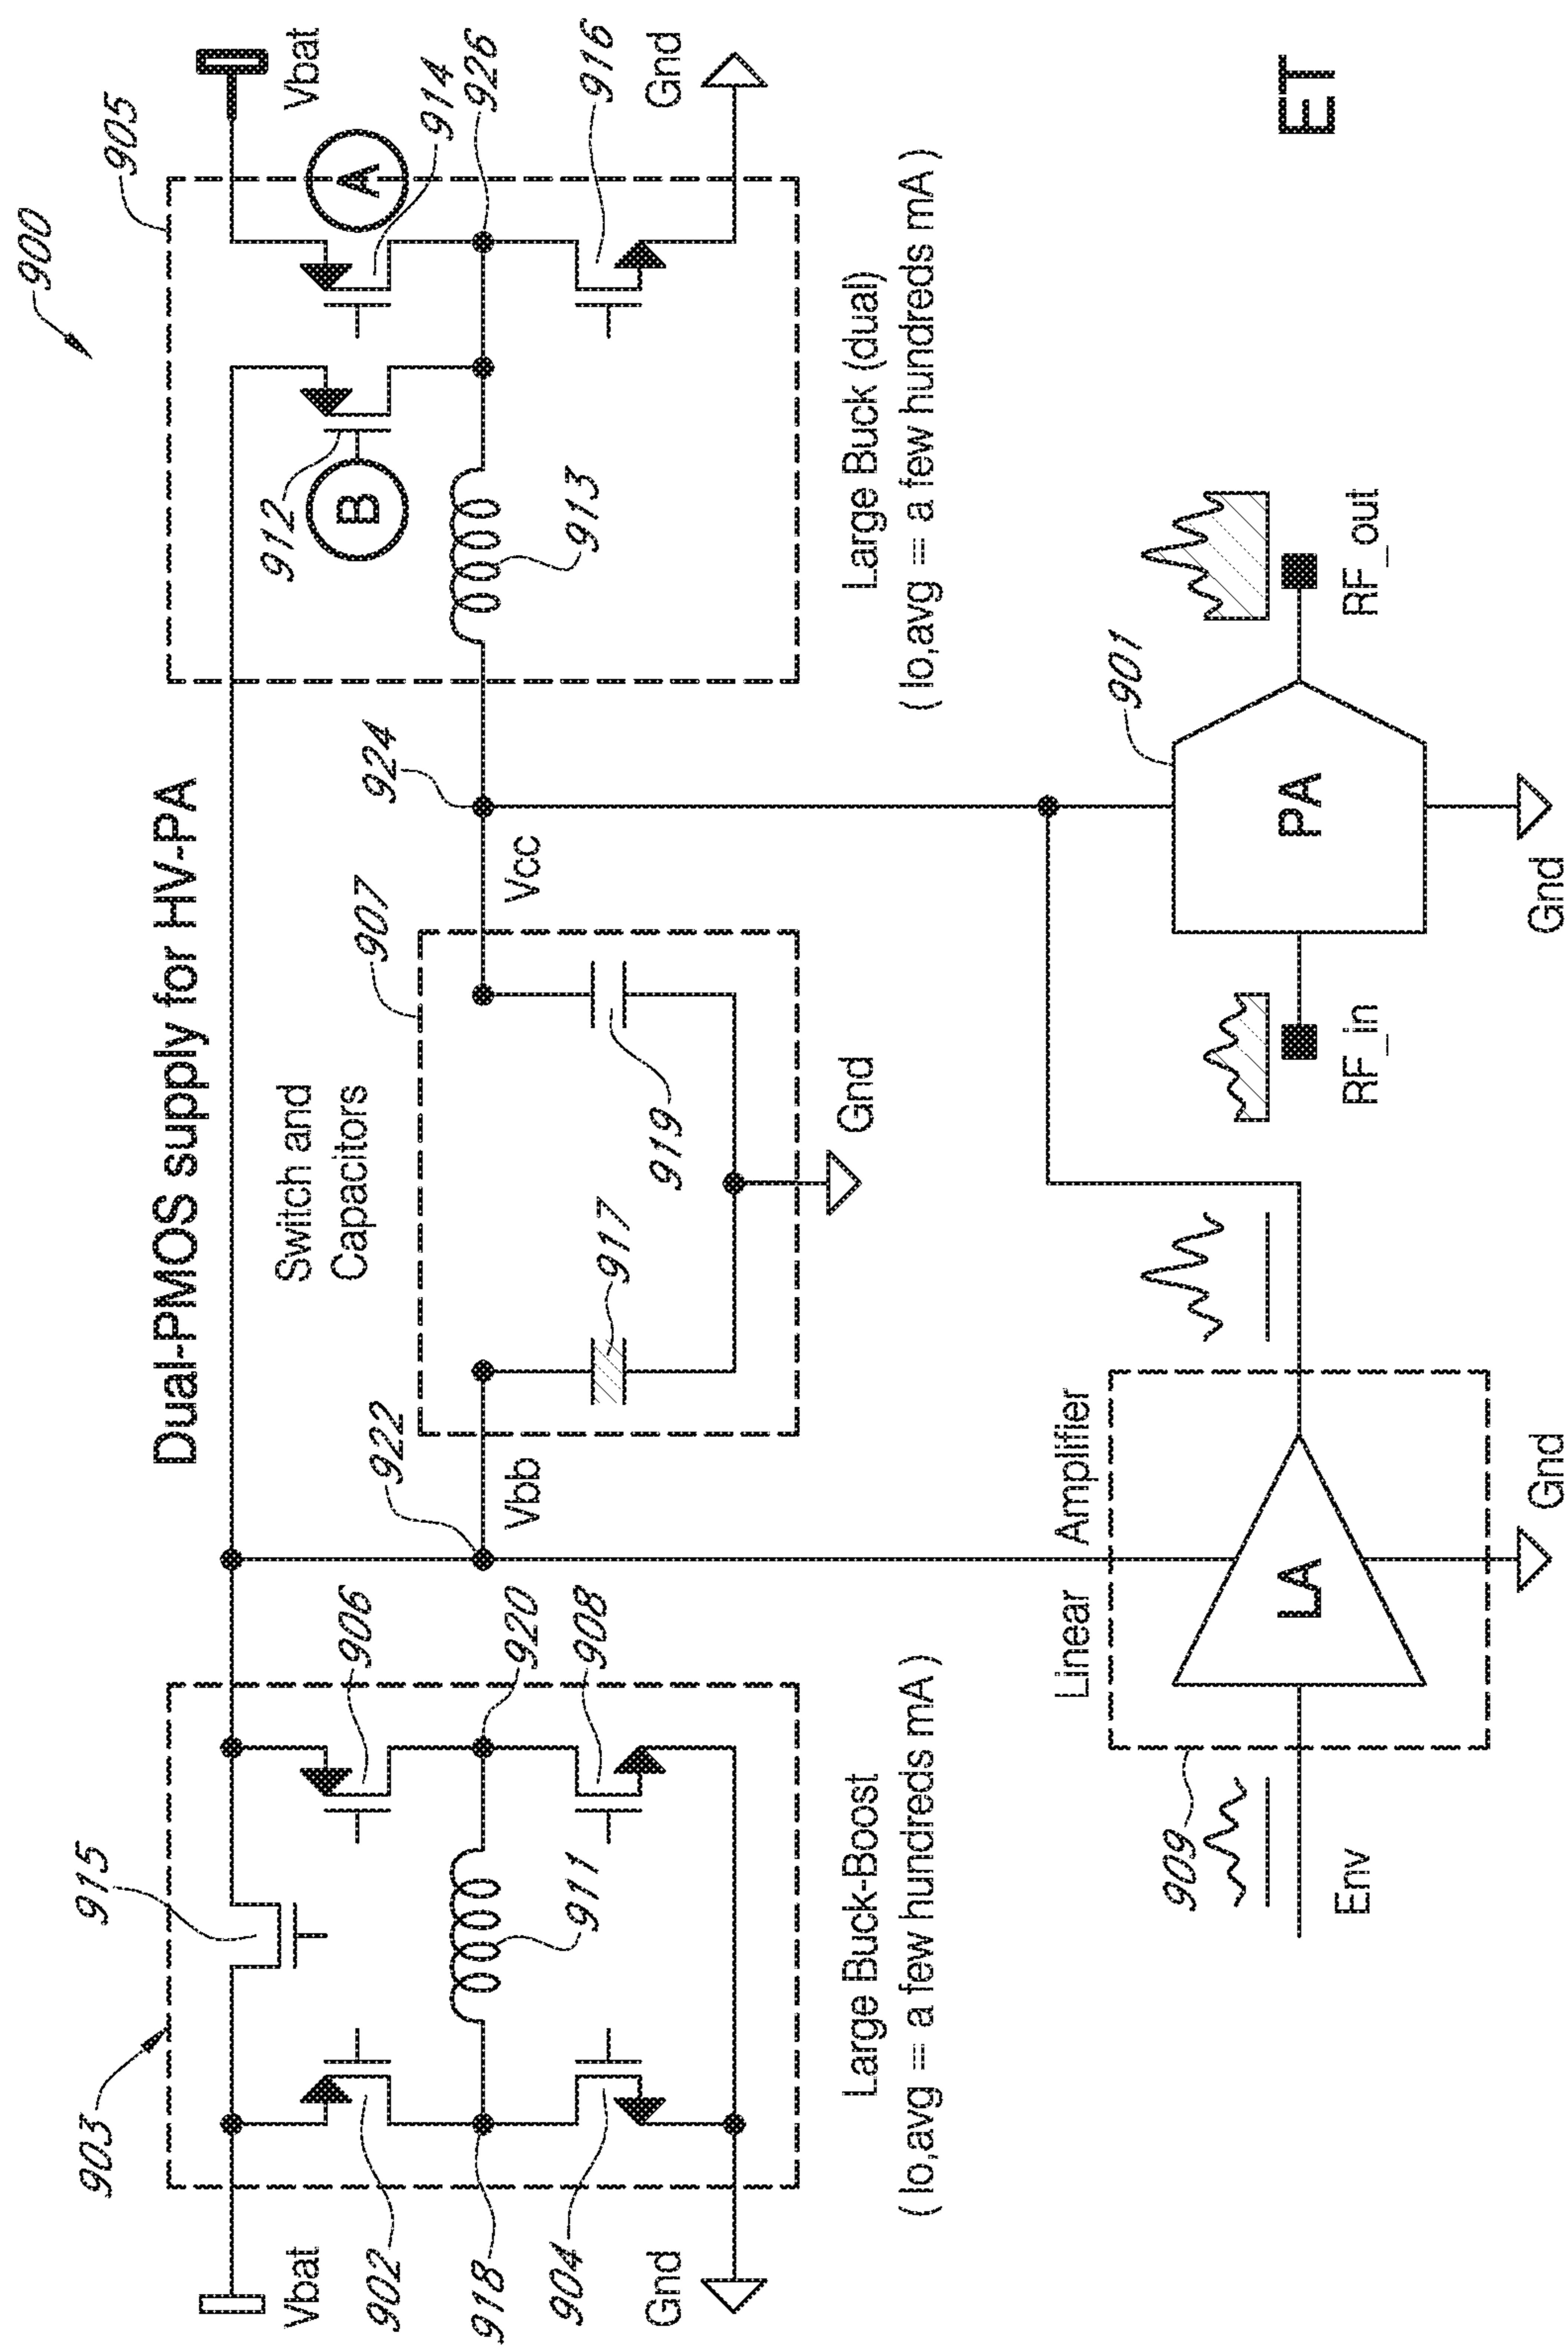 Dual-PMOS supply for HV-PA
900
903
915
905
Vbat
902
918
904
Gnd
906
920
908
911
Large Buck-Boost
( Io,avg = a few hundreds mA )
Switch and
Capacitors
907
922
Vbb
917
919
Gnd
924
Vcc
912
B
913
A
Vbat
914
926
916
Gnd
Large Buck (dual)
( Io,avg = a few hundreds mA )
Linear Amplifier
909
Env
LA
Gnd
901
RF_in
PA
RF_out
Gnd
ET